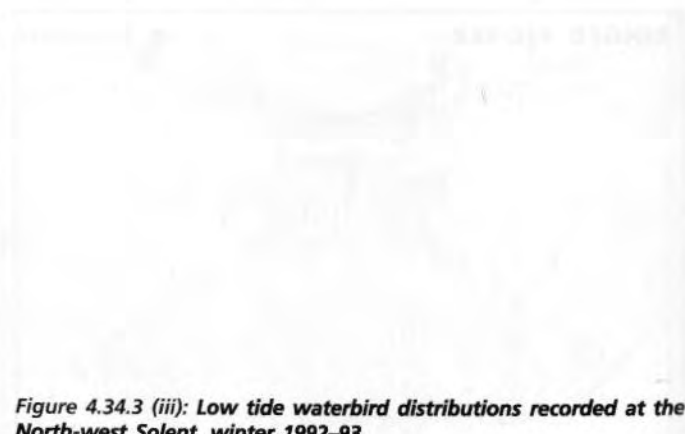 Figure 4.34.3 (iii): Low tide waterbird distributions recorded at the
North-west Solent, winter 1992–93